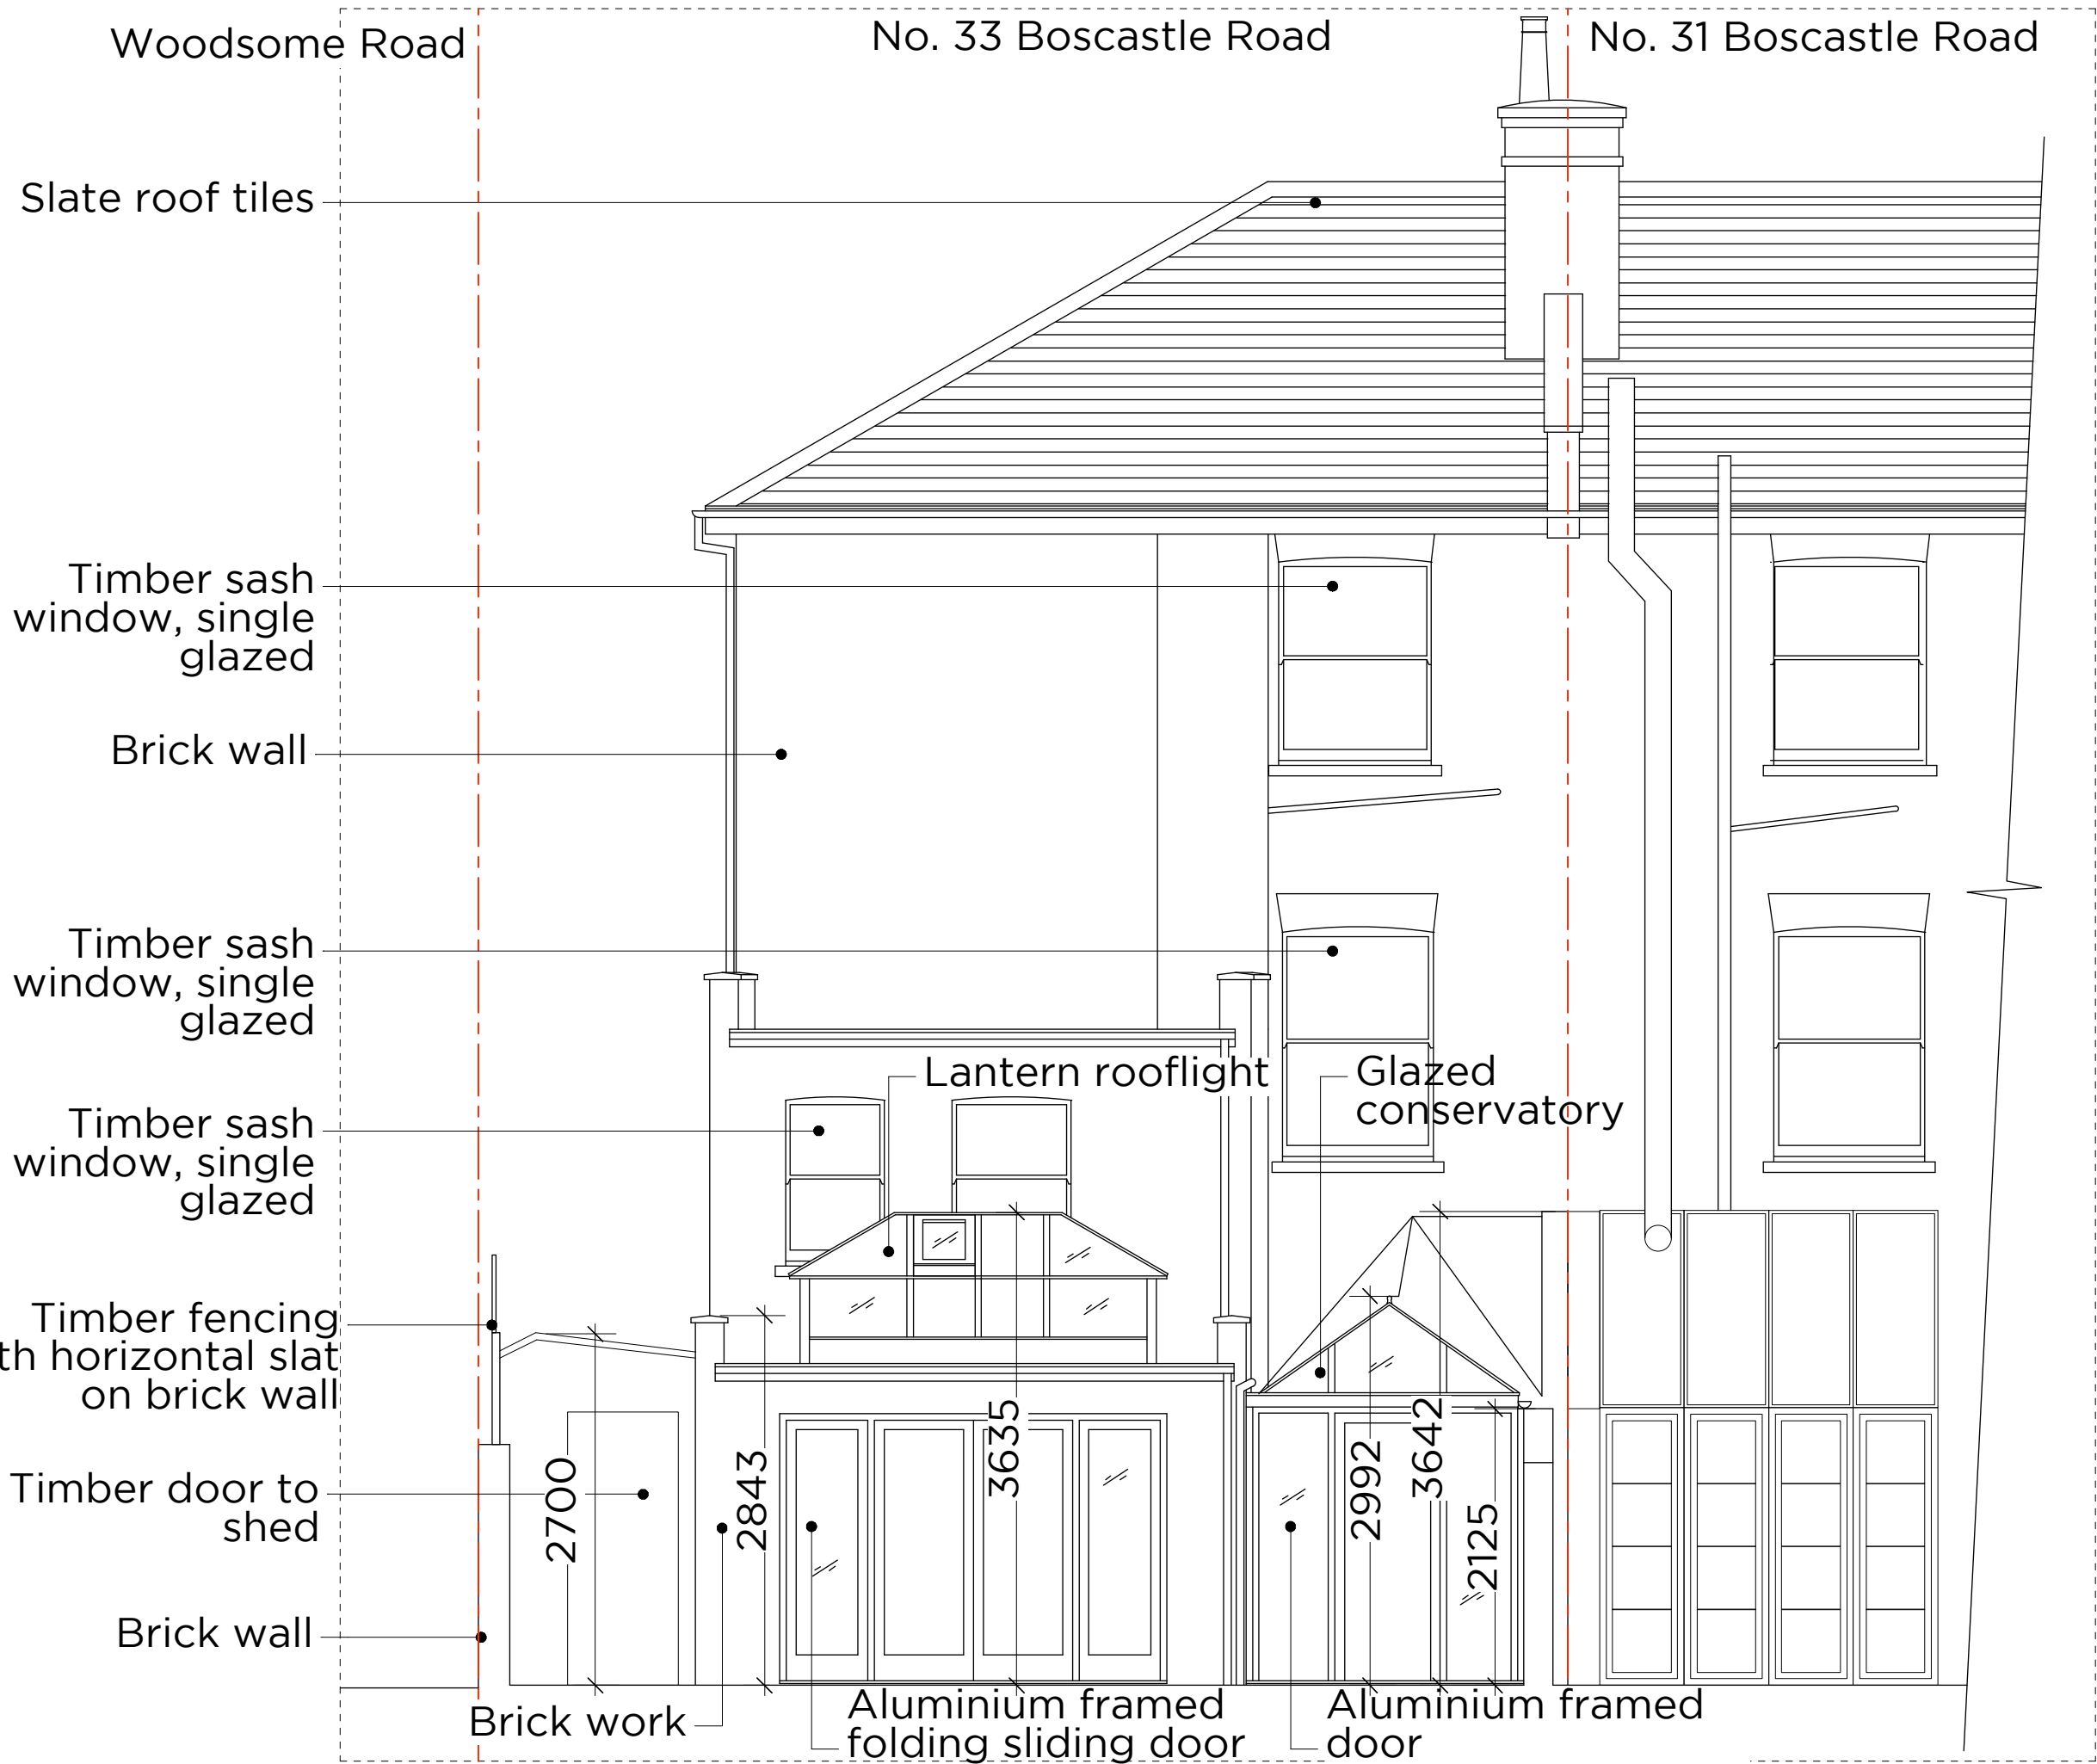 Woodsome Road
No. 33 Boscastle Road
No. 31 Boscastle Road
Slate roof tiles
Timber sash
window, single
glazed
Brick wall
Timber sash
window, single
glazed
Lantern rooflight
Glazed
conservatory
Timber sash
window, single
glazed
Timber fencing
th horizontal slat
on brick wall
Timber door to
shed
2700
2843
3635
2992
3642
2125
Brick wall
Brick work
Aluminium framed
folding sliding door
Aluminium framed
door